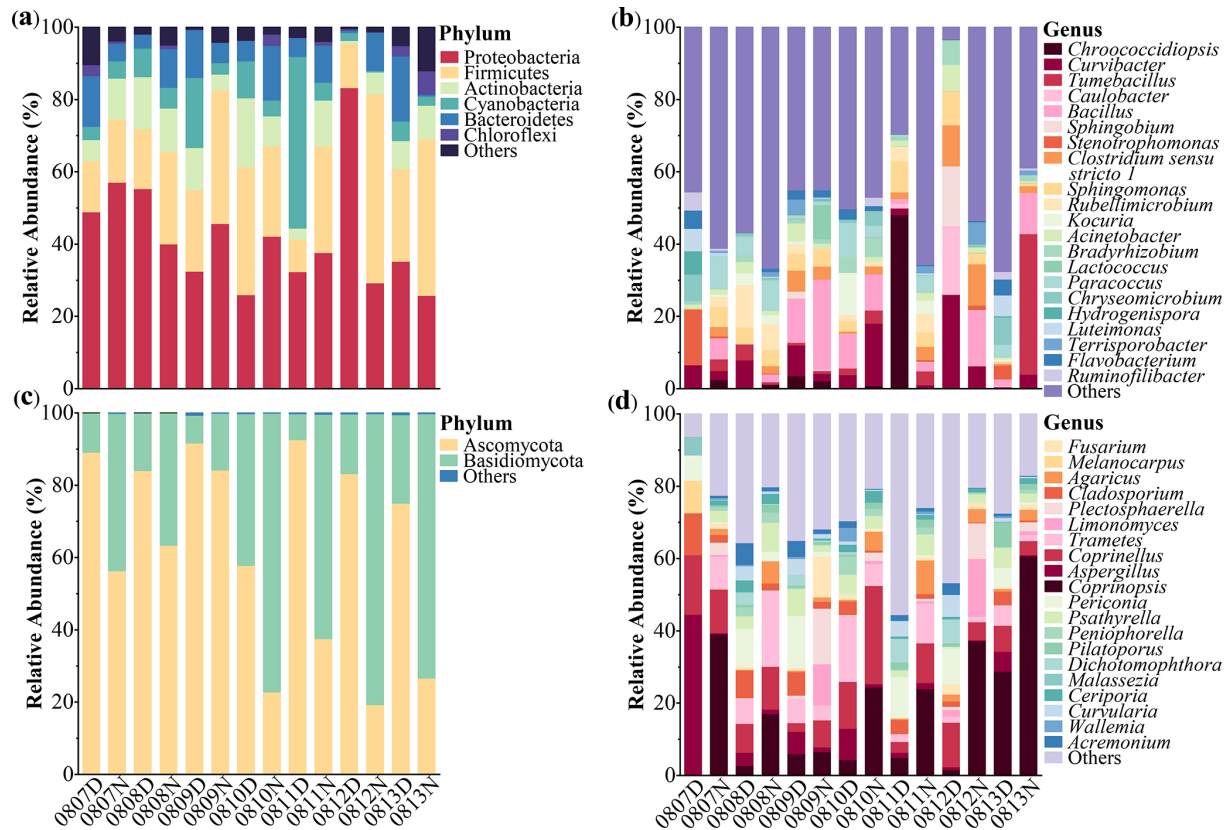 (a)
Relative Abundance (%)
100
80
60
40
20
0
Phylum
Proteobacteria
Firmicutes
Actinobacteria
Cyanobacteria
Bacteroidetes
Chloroflexi
Others
(b)
Relative Abundance (%)
100
80
60
40
20
0
Genus
Chroococcidiopsis
Curvibacter
Tumebacillus
Caulobacter
Bacillus
Sphingobium
Stenotrophomonas
Clostridium sensu
stricto 1
Sphingomonas
Rubellimicrobium
Kocuria
Acinetobacter
Bradyrhizobium
Lactococcus
Paracoccus
Chryseomicrobium
Hydrogenispora
Luteimonas
Terrisporobacter
Flavobacterium
Ruminofilibacter
Others
(c)
Relative Abundance (%)
100
80
60
40
20
0
Phylum
Ascomycota
Basidiomycota
Others
0807D
0807N
0808D
0808N
0809D
0809N
0810D
0810N
0811D
0811N
0812D
0812N
0813D
0813N
(d)
Relative Abundance (%)
100
80
60
40
20
0
Genus
Fusarium
Melanocarpus
Agaricus
Cladosporium
Plectosphaerella
Limonomyces
Trametes
Coprinellus
Aspergillus
Coprinopsis
Periconia
Psathyrella
Peniophorella
Pilatoporus
Dichotomophthora
Malassezia
Ceriporia
Curvularia
Wallemia
Acremonium
Others
0807D
0807N
0808D
0808N
0809D
0809N
0810D
0810N
0811D
0811N
0812D
0812N
0813D
0813N